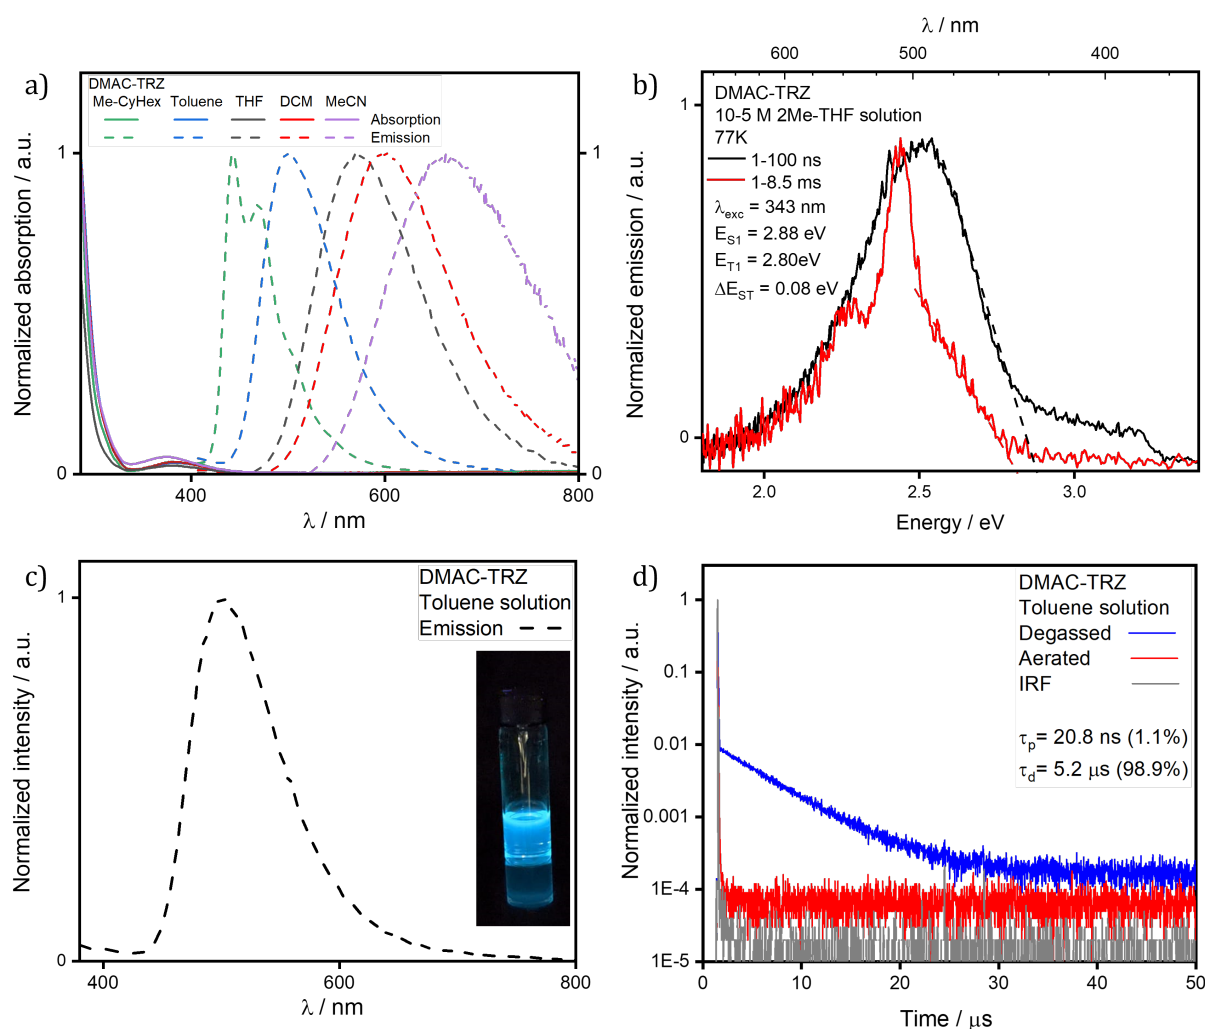 a)
DMAC-TRZ
Me-CyHex Toluene THF DCM MeCN
Absorption
Emission
Normalized absorption / a.u.
1
0
1
0
400 600 800
λ / nm
b)
λ / nm
600 500 400
DMAC-TRZ
10-5 M 2Me-THF solution
77K
1-100 ns
1-8.5 ms
λexc = 343 nm
ES1 = 2.88 eV
ET1 = 2.80eV
ΔEST = 0.08 eV
Normalized emission / a.u.
1
0
2.0 2.5 3.0
Energy / eV
c)
DMAC-TRZ
Toluene solution
Emission
Normalized intensity / a.u.
1
0
400 600 800
λ / nm
d)
DMAC-TRZ
Toluene solution
Degassed
Aerated
IRF
τp= 20.8 ns (1.1%)
τd= 5.2 μs (98.9%)
Normalized intensity / a.u.
1
0.1
0.01
0.001
1E-4
1E-5
0 10 20 30 40 50
Time / μs